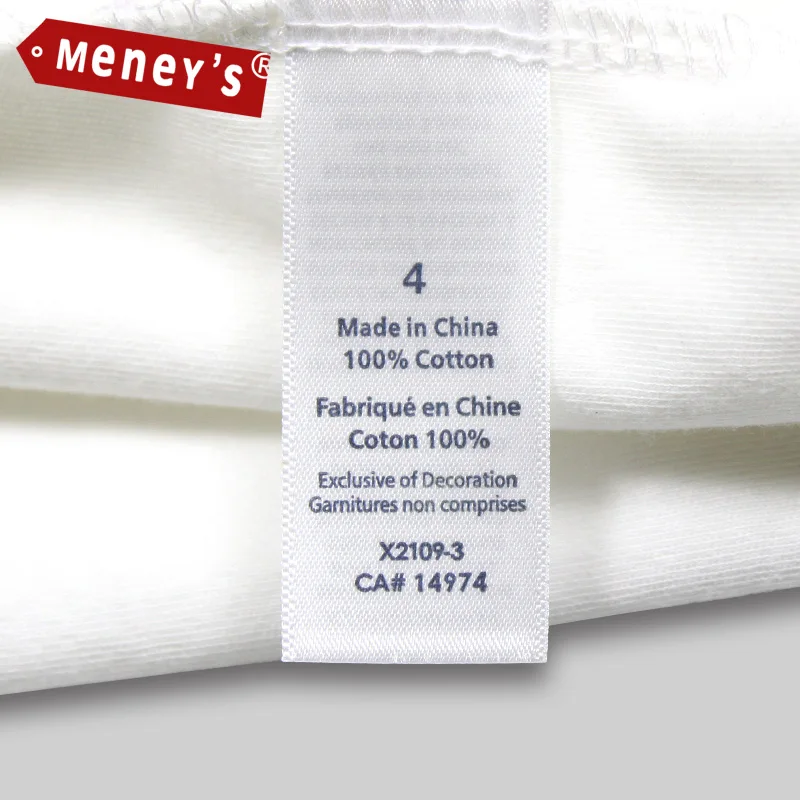 MENEY'S®
4
Made in China
100% Cotton
Fabriqué en Chine
Coton 100%
Exclusive of Decoration
Garnitures non comprises
X2109-3
CA# 14974